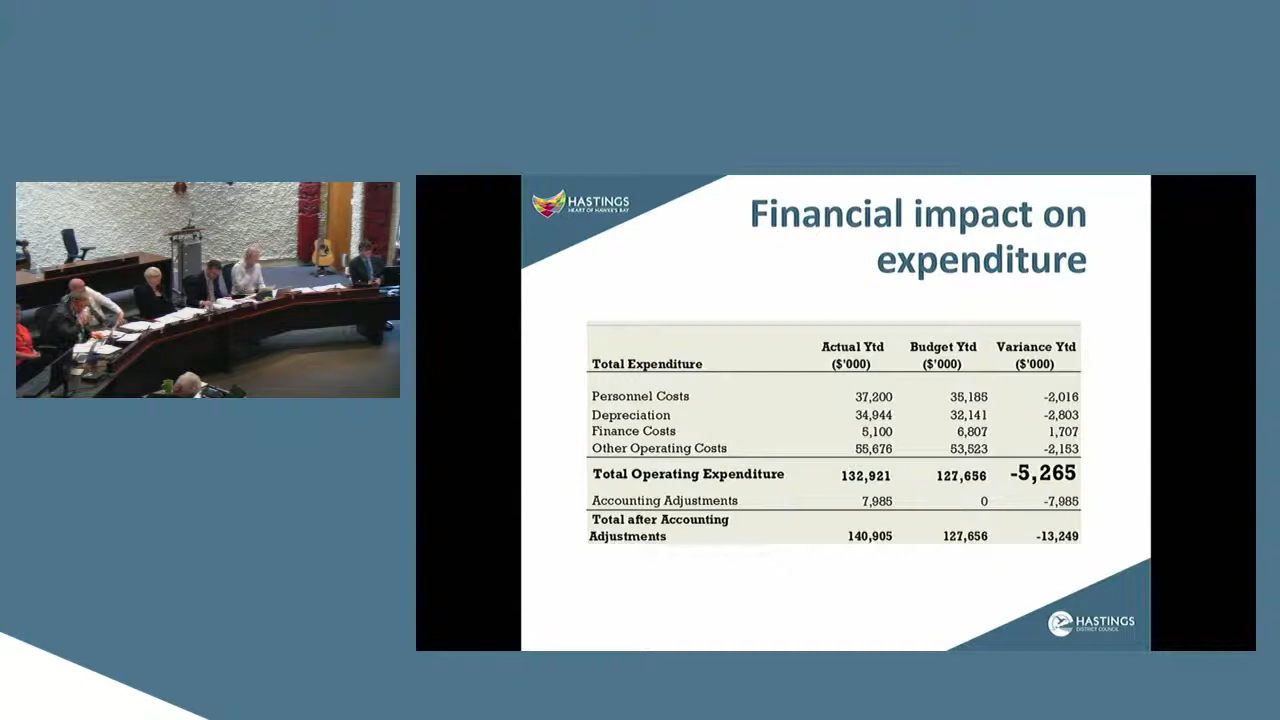 HASTINGS
HEART OF HAWKE'S BAY
Financial impact on
expenditure
Actual Ytd Budget Ytd Variance Ytd
Total Expenditure ($'000) ($'000) ($'000)
Personnel Costs 37,200 35,185 -2,016
Depreciation 34,944 32,141 -2,803
Finance Costs 5,100 6,807 1,707
Other Operating Costs 55,676 53,523 -2,153
Total Operating Expenditure 132,921 127,656 -5,265
Accounting Adjustments 7,985 0 -7,985
Total after Accounting
Adjustments 140,905 127,656 -13,249
HASTINGS
DISTRICT COUNCIL